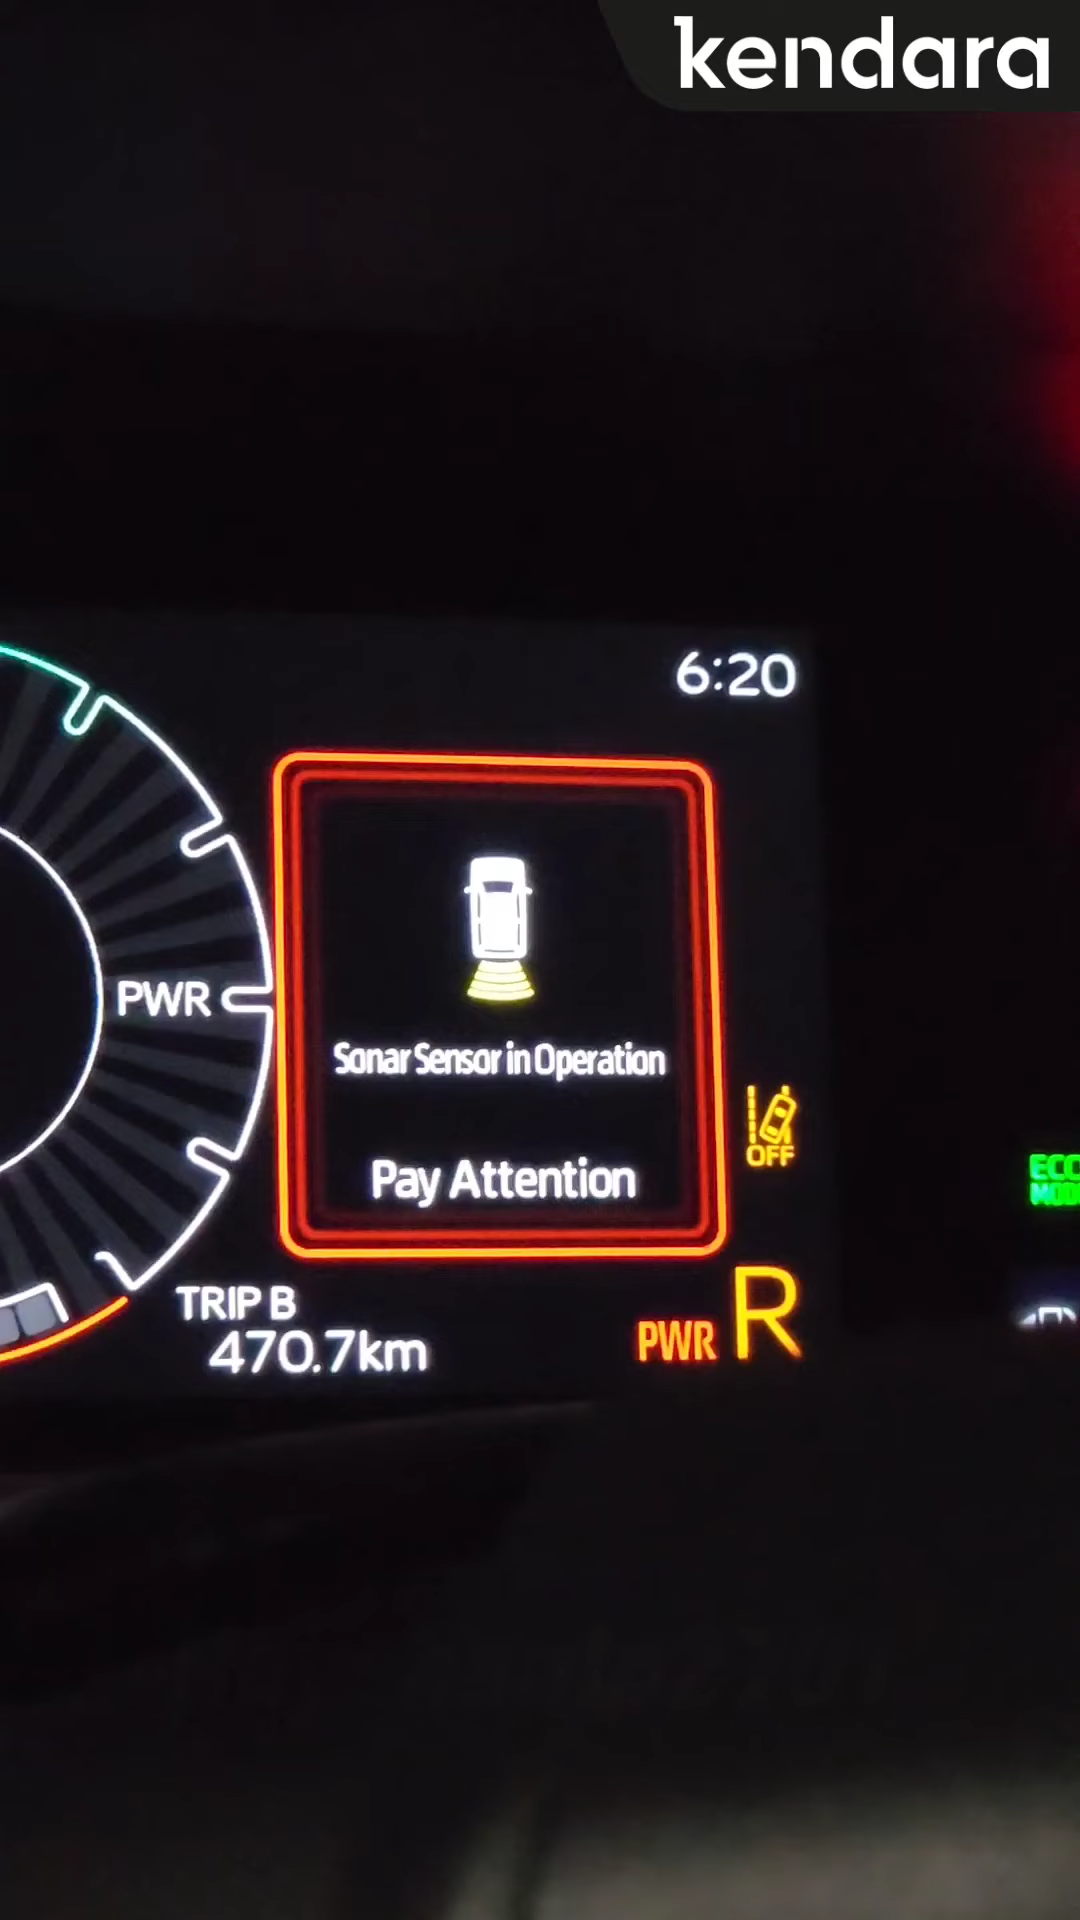 kendara
6:20
PWR
Sonar Sensor in Operation
Pay Attention
OFF
TRIP B
470.7km
PWR R